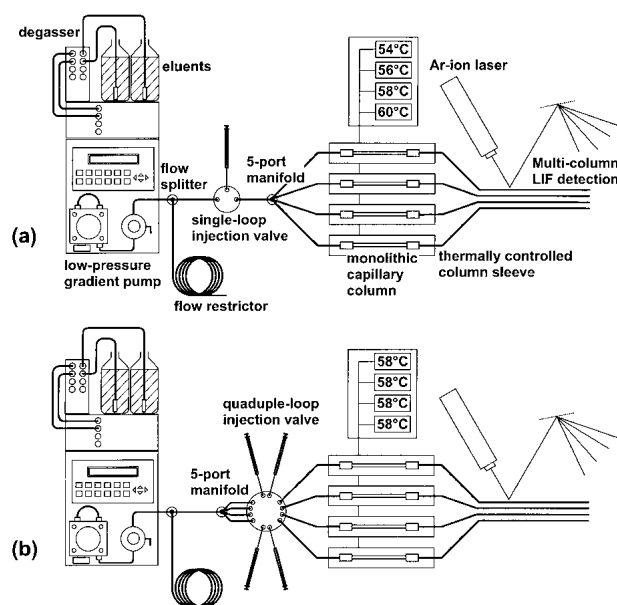 degasser
eluents
54°C
56°C
58°C
60°C
Ar-ion laser
Multi-column
LIF detection
flow
splitter
5-port
manifold
single-loop
injection valve
(a)
low-pressure
gradient pump
flow restrictor
monolithic
capillary
column
thermally controlled
column sleeve
58°C
58°C
58°C
58°C
quaduple-loop
injection valve
5-port
manifold
(b)